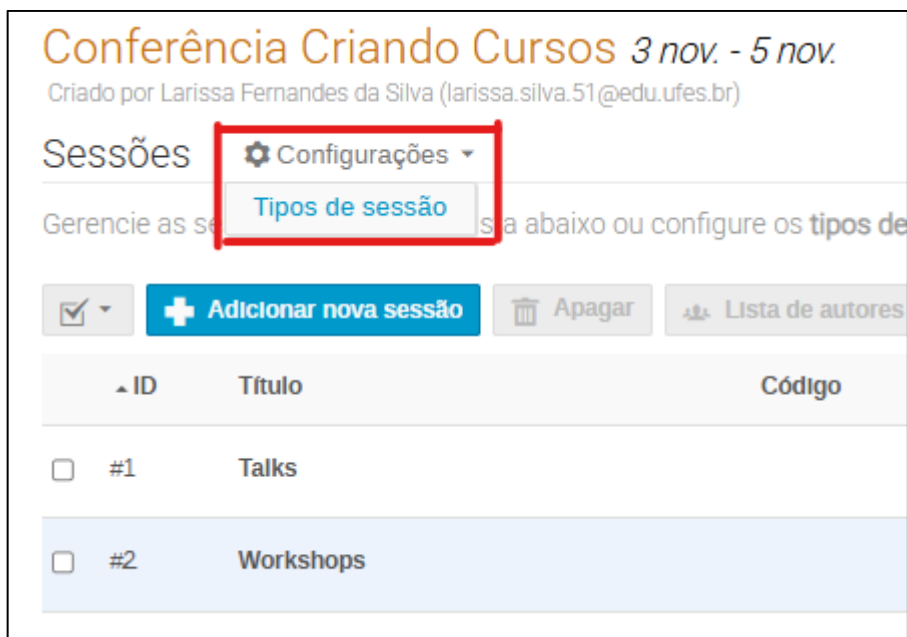 Conferência Criando Cursos 3 nov. - 5 nov.
Criado por Larissa Fernandes da Silva (larissa.silva.51@edu.ufes.br)
Sessões Configurações
Tipos de sessão
Gerencie as se sta abaixo ou configure os tipos de
Adicionar nova sessão Apagar Lista de autores
ID Título Código
#1 Talks
#2 Workshops